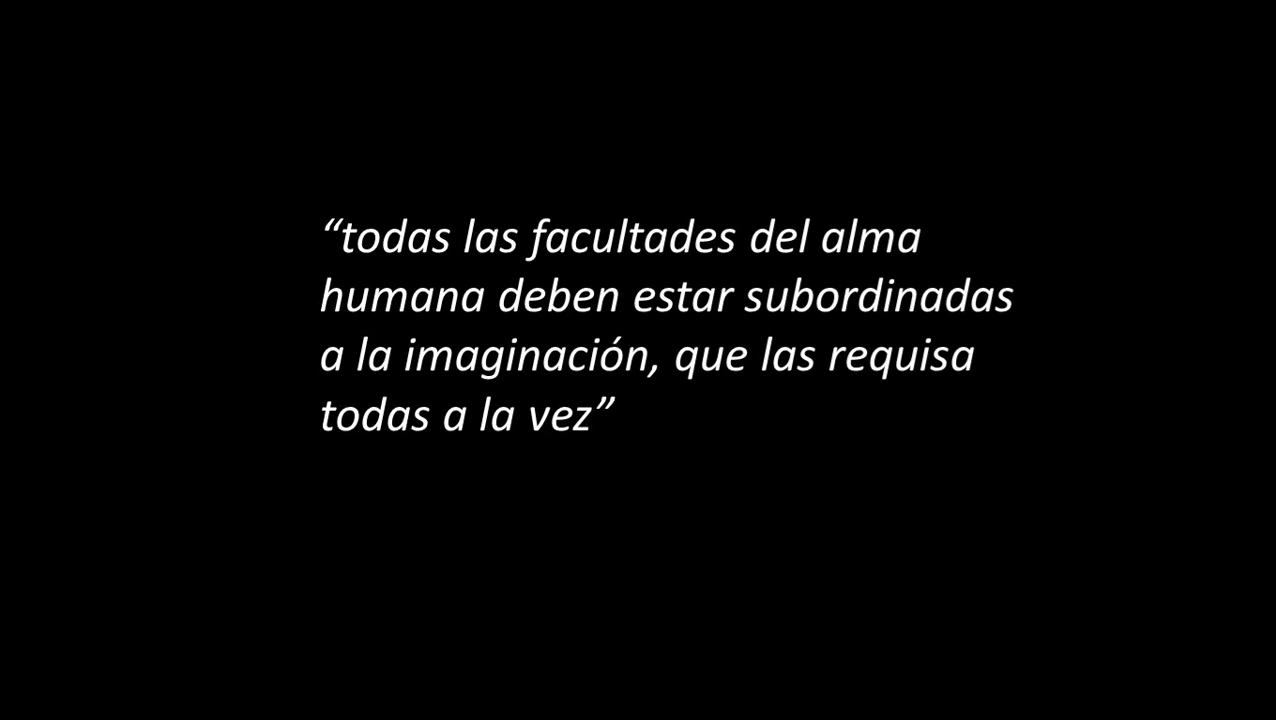 “todas las facultades del alma
humana deben estar subordinadas
a la imaginación, que las requisa
todas a la vez”